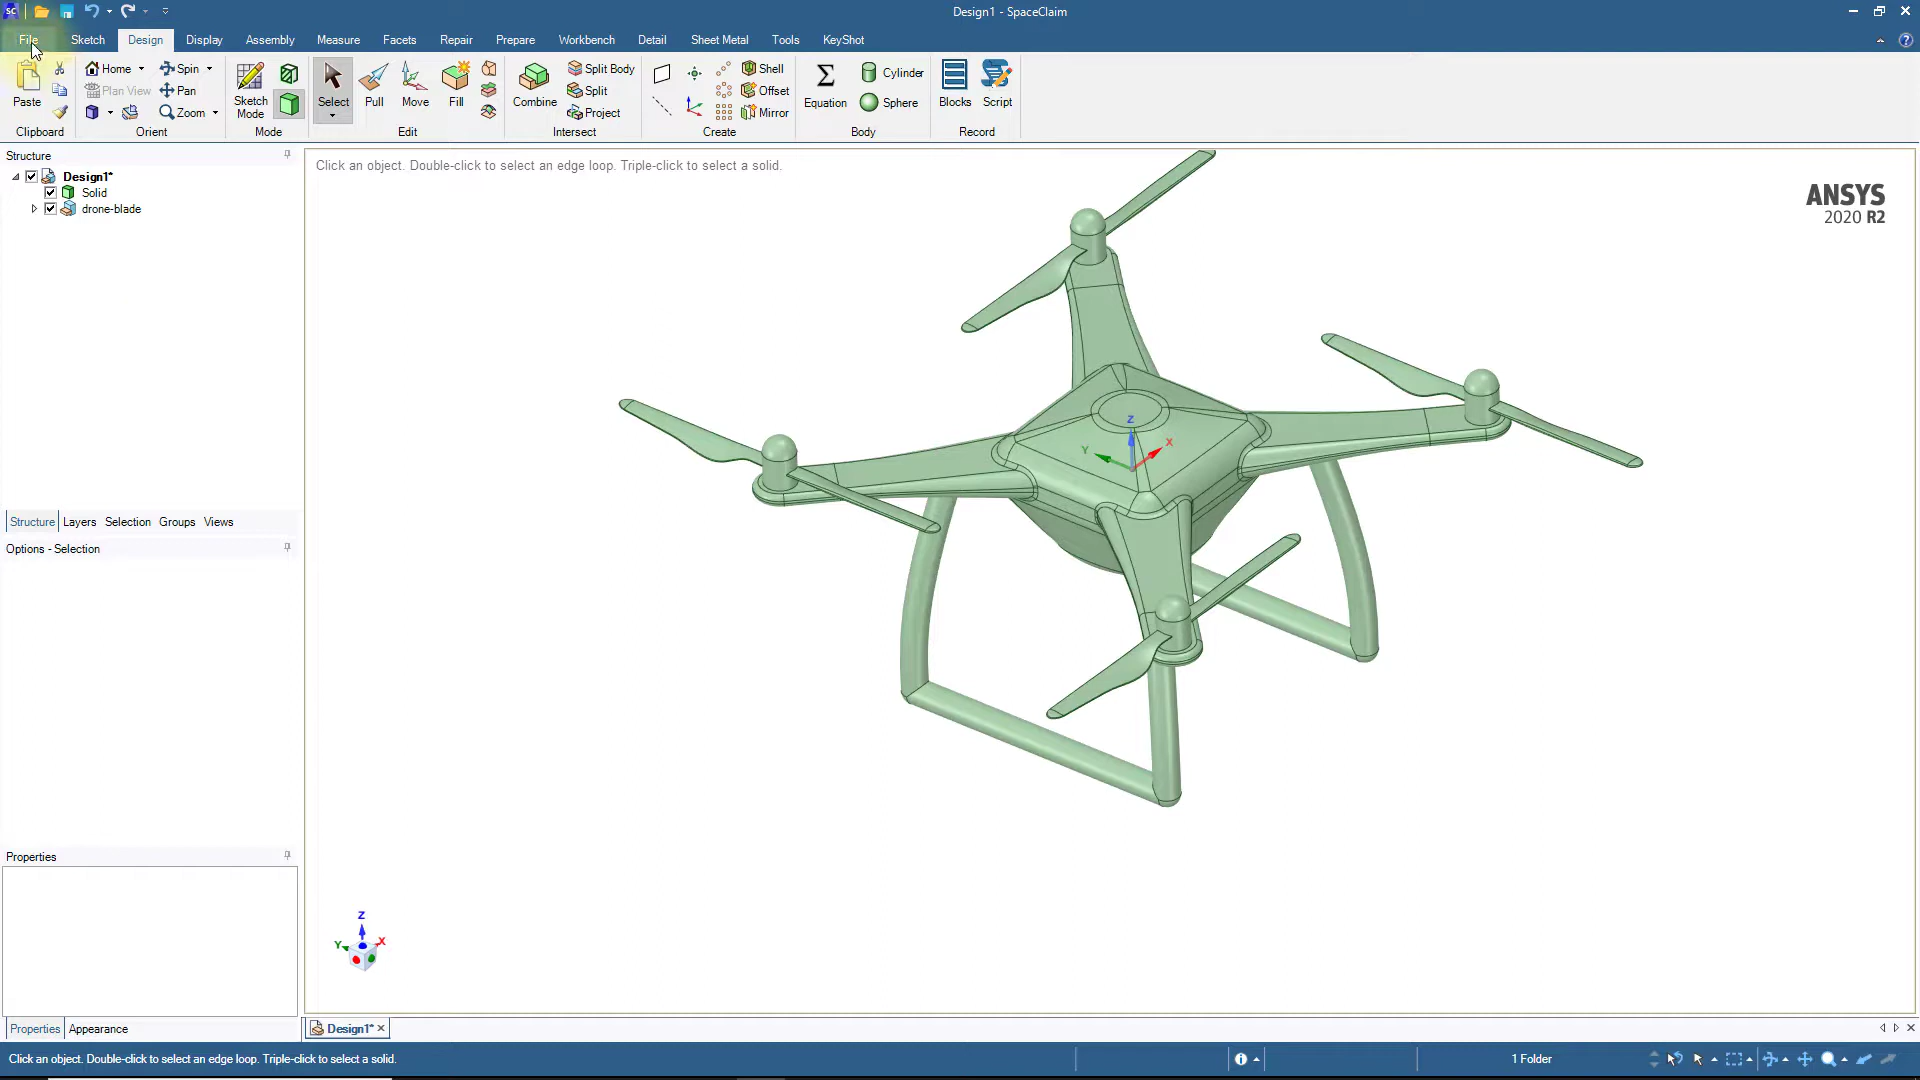 SC
Design1 - SpaceClaim
File Sketch Design Display Assembly Measure Facets Repair Prepare Workbench Detail Sheet Metal Tools KeyShot
Paste
Clipboard
Home Spin
Plan View Pan
Zoom
Orient
Sketch Mode
Mode
Select Pull Move Fill
Edit
Combine
Split Body
Split
Project
Intersect
Shell
Offset
Mirror
Create
Equation
Cylinder
Sphere
Body
Blocks Script
Record
Structure
Design1*
Solid
drone-blade
Structure Layers Selection Groups Views
Options - Selection
Properties
Properties Appearance
Click an object. Double-click to select an edge loop. Triple-click to select a solid.
ANSYS
2020 R2
Z
Y X
Z
Y X
Design1*
Click an object. Double-click to select an edge loop. Triple-click to select a solid.
1 Folder